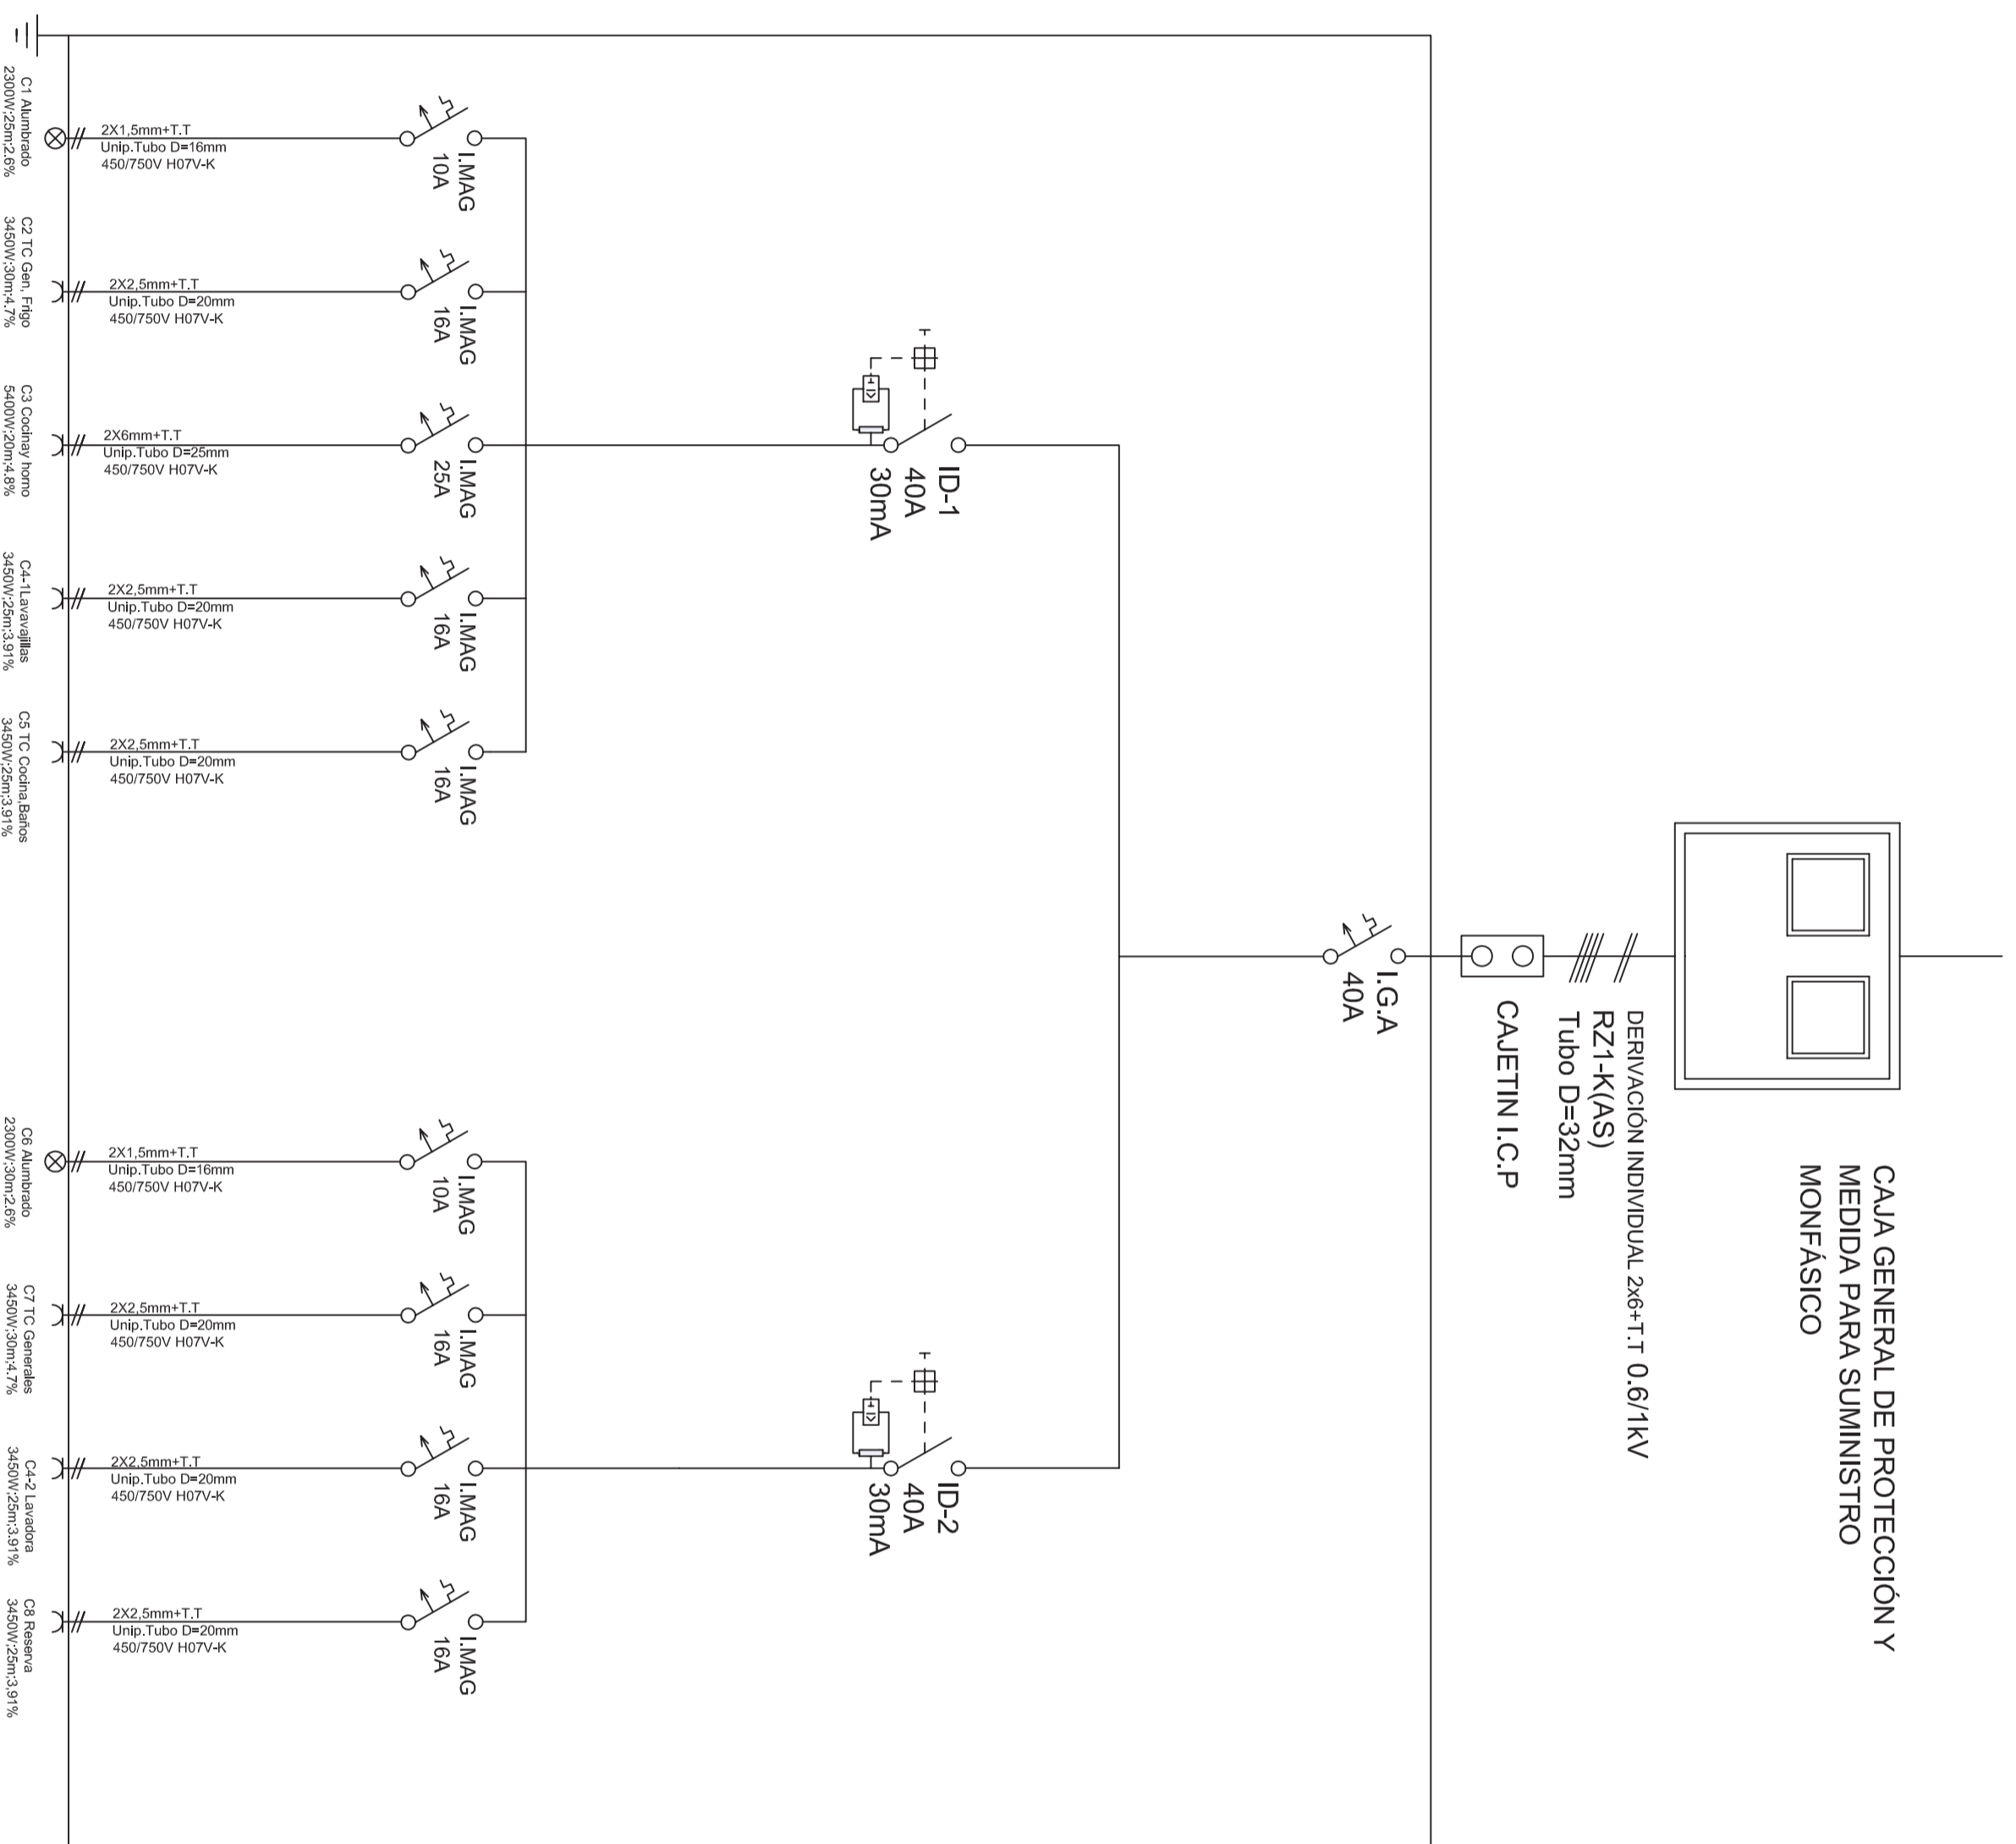 CAJA GENERAL DE PROTECCIÓN Y
MEDIDA PARA SUMINISTRO
MONFÁSICO
DERIVACIÓN INDIVIDUAL 2x6+T.T 0.6/1kV
RZ1-K(AS)
Tubo D=32mm
CAJETIN I.C.P
I.G.A
40A
ID-1
40A
30mA
ID-2
40A
30mA
I.MAG
10A
I.MAG
16A
I.MAG
25A
I.MAG
16A
I.MAG
16A
I.MAG
10A
I.MAG
16A
I.MAG
16A
I.MAG
16A
2X1,5mm+T.T
Unip.Tubo D=16mm
450/750V H07V-K
2X2,5mm+T.T
Unip.Tubo D=20mm
450/750V H07V-K
2X6mm+T.T
Unip.Tubo D=25mm
450/750V H07V-K
2X2,5mm+T.T
Unip.Tubo D=20mm
450/750V H07V-K
2X2,5mm+T.T
Unip.Tubo D=20mm
450/750V H07V-K
2X1,5mm+T.T
Unip.Tubo D=16mm
450/750V H07V-K
2X2,5mm+T.T
Unip.Tubo D=20mm
450/750V H07V-K
2X2,5mm+T.T
Unip.Tubo D=20mm
450/750V H07V-K
2X2,5mm+T.T
Unip.Tubo D=20mm
450/750V H07V-K
C1 Alumbrado
2300W;25m;2.6%
C2 TC Gen, Frigo
3450W;30m;4.7%
C3 Cocinay horno
5400W;20m;4.8%
C4-1Lavavajillas
3450W;25m;3.91%
C5 TC Cocina,Baños
3450W;25m;3.91%
C6 Alumbrado
2300W;30m;2.6%
C7 TC Generales
3450W;30m;4.7%
C4-2 Lavadora
3450W;25m;3.91%
C8 Reserva
3450W;25m;3,91%